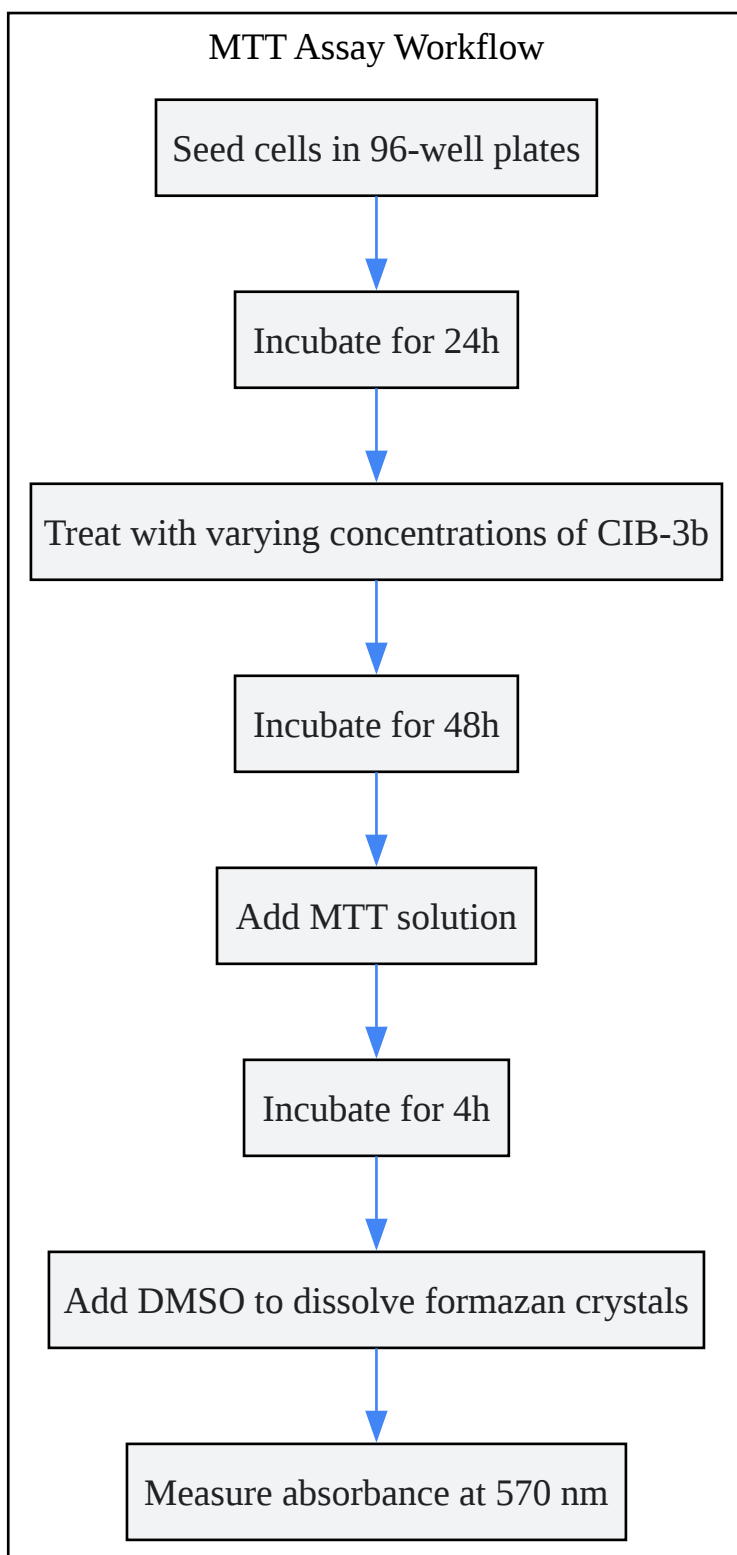 MTT Assay Workflow
Seed cells in 96-well plates
Incubate for 24h
Treat with varying concentrations of CIB-3b
Incubate for 48h
Add MTT solution
Incubate for 4h
Add DMSO to dissolve formazan crystals
Measure absorbance at 570 nm